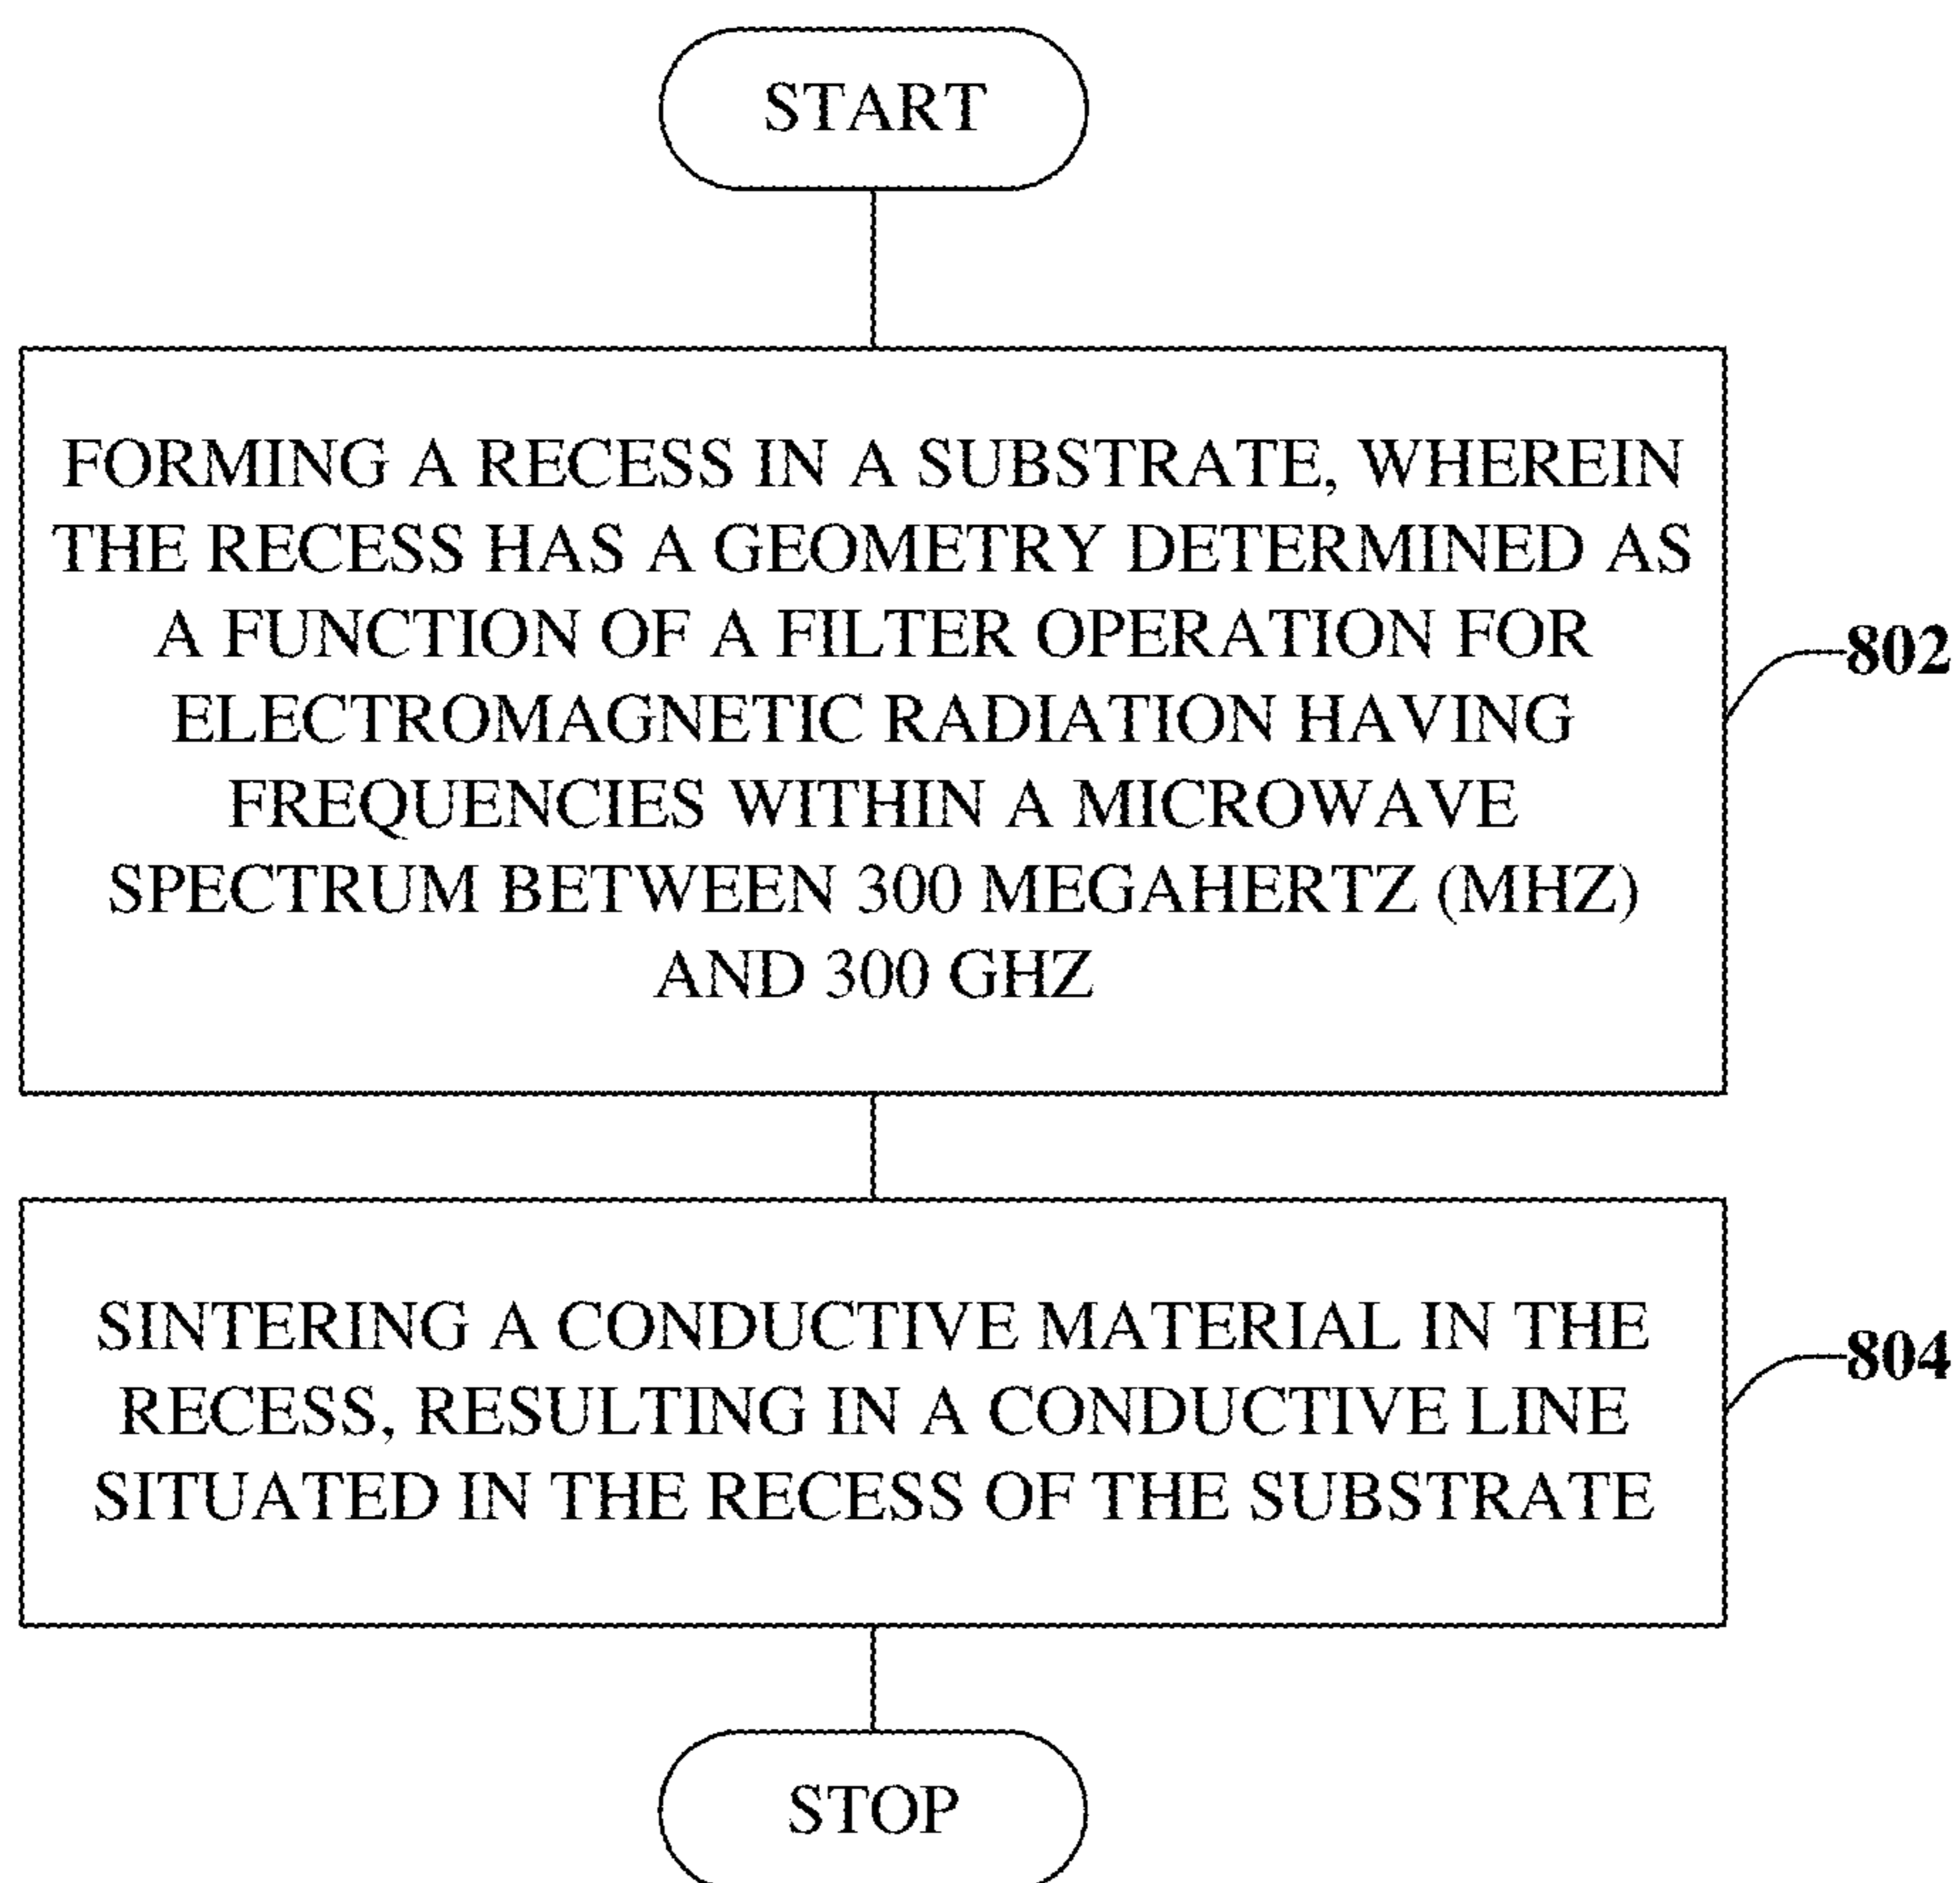 START
FORMING A RECESS IN A SUBSTRATE, WHEREIN
THE RECESS HAS A GEOMETRY DETERMINED AS
A FUNCTION OF A FILTER OPERATION FOR
ELECTROMAGNETIC RADIATION HAVING
FREQUENCIES WITHIN A MICROWAVE
SPECTRUM BETWEEN 300 MEGAHERTZ (MHZ)
AND 300 GHZ
802
SINTERING A CONDUCTIVE MATERIAL IN THE
RECESS, RESULTING IN A CONDUCTIVE LINE
SITUATED IN THE RECESS OF THE SUBSTRATE
804
STOP